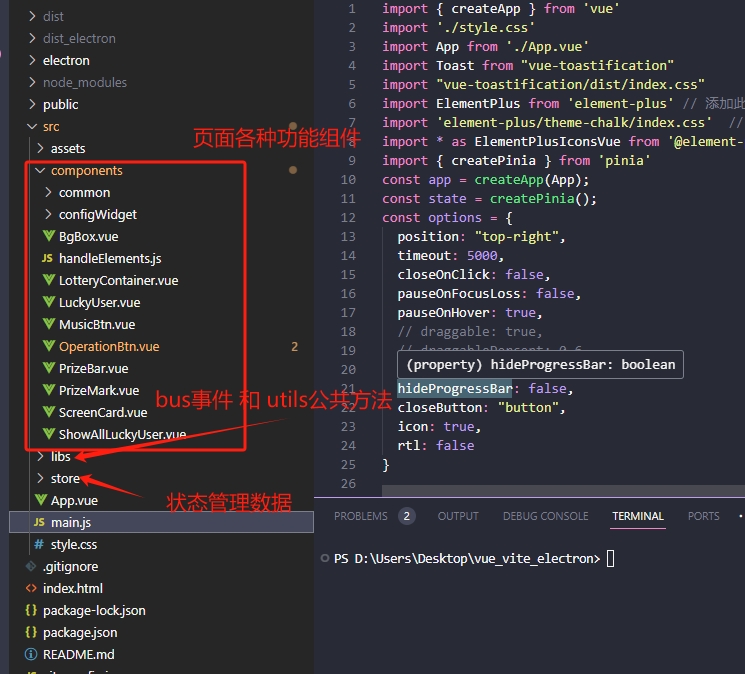 dist
dist_electron
electron
node_modules
public
src
页面各种功能组件
assets
components
common
configWidget
BgBox.vue
JS handleElements.js
LotteryContainer.vue
LuckyUser.vue
MusicBtn.vue
OperationBtn.vue 2
PrizeBar.vue
PrizeMark.vue
bus事件 和 utils公共方法
ScreenCard.vue
ShowAllLuckyUser.vue
libs
store
状态管理数据
App.vue
JS main.js
# style.css
.gitignore
<> index.html
{} package-lock.json
{} package.json
README.md
1 import { createApp } from 'vue'
2 import './style.css'
3 import App from './App.vue'
4 import Toast from "vue-toastification"
5 import "vue-toastification/dist/index.css"
6 import ElementPlus from 'element-plus' // 添加此
7 import 'element-plus/theme-chalk/index.css' //
8 import * as ElementPlusIconsVue from '@element-
9 import { createPinia } from 'pinia'
10 const app = createApp(App);
11 const state = createPinia();
12 const options = {
13 position: "top-right",
14 timeout: 5000,
15 closeOnClick: false,
16 pauseOnFocusLoss: false,
17 pauseOnHover: true,
18 // draggable: true,
19
20 (property) hideProgressBar: boolean
21 hideProgressBar: false,
22 closeButton: "button",
23 icon: true,
24 rtl: false
25 }
26
PROBLEMS 2 OUTPUT DEBUG CONSOLE TERMINAL PORTS
PS D:\Users\Desktop\vue_vite_electron>